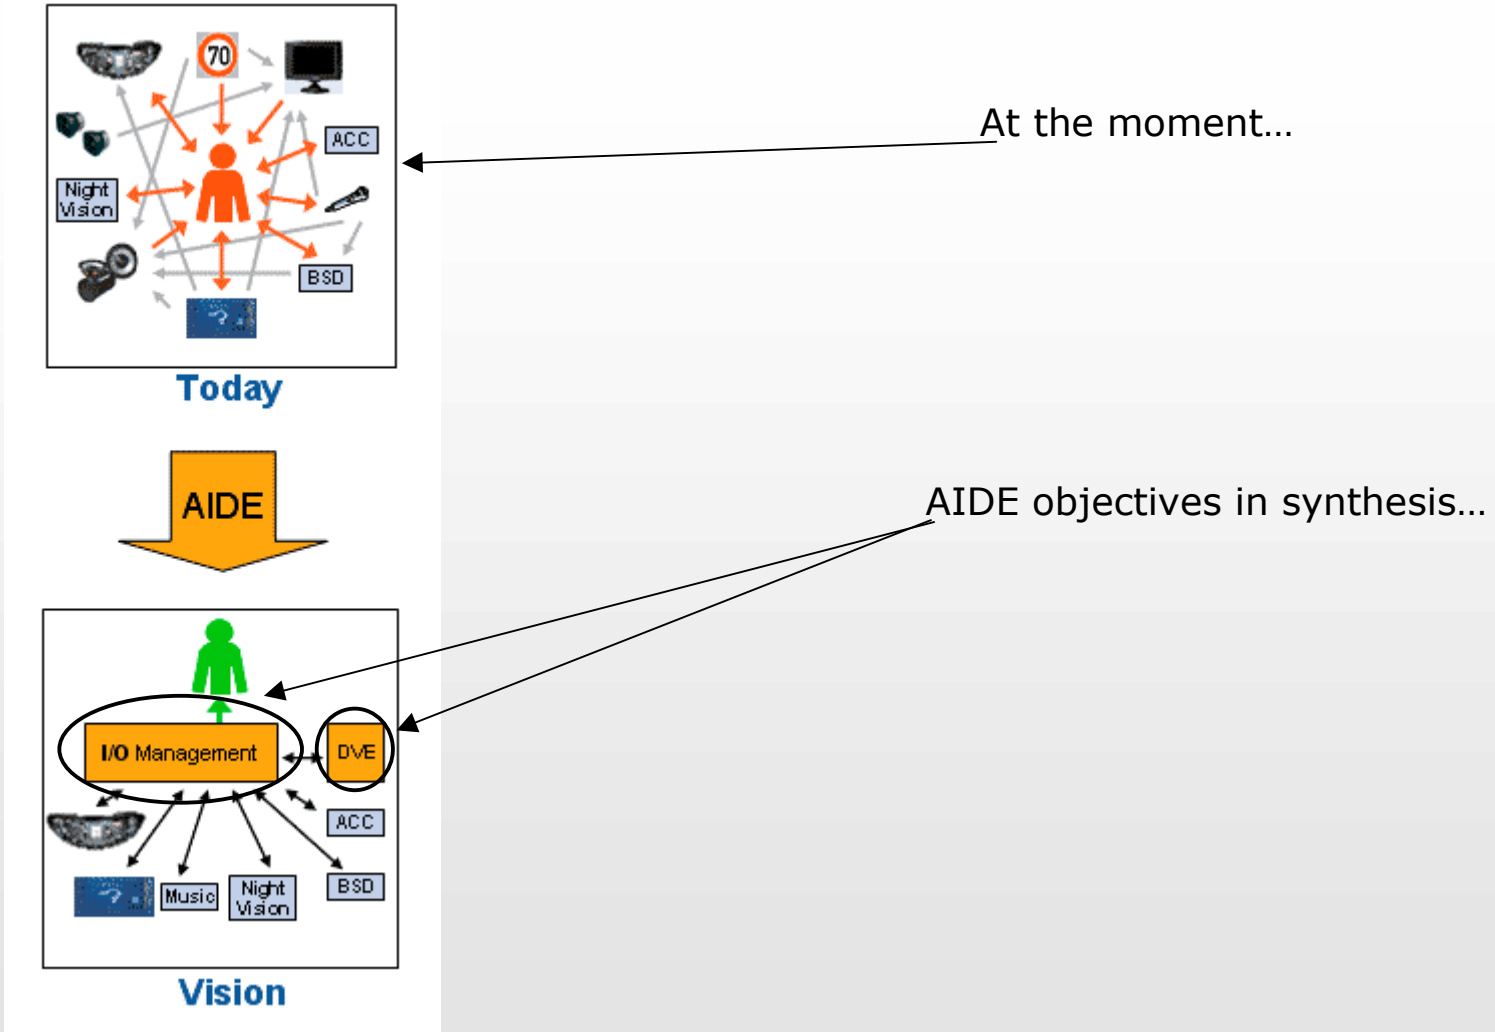 70
At the moment…
ACC
Night
Vision
BSD
Today
AIDE
AIDE objectives in synthesis…
I/O Management
DVE
ACC
Music
Night
Vision
BSD
Vision